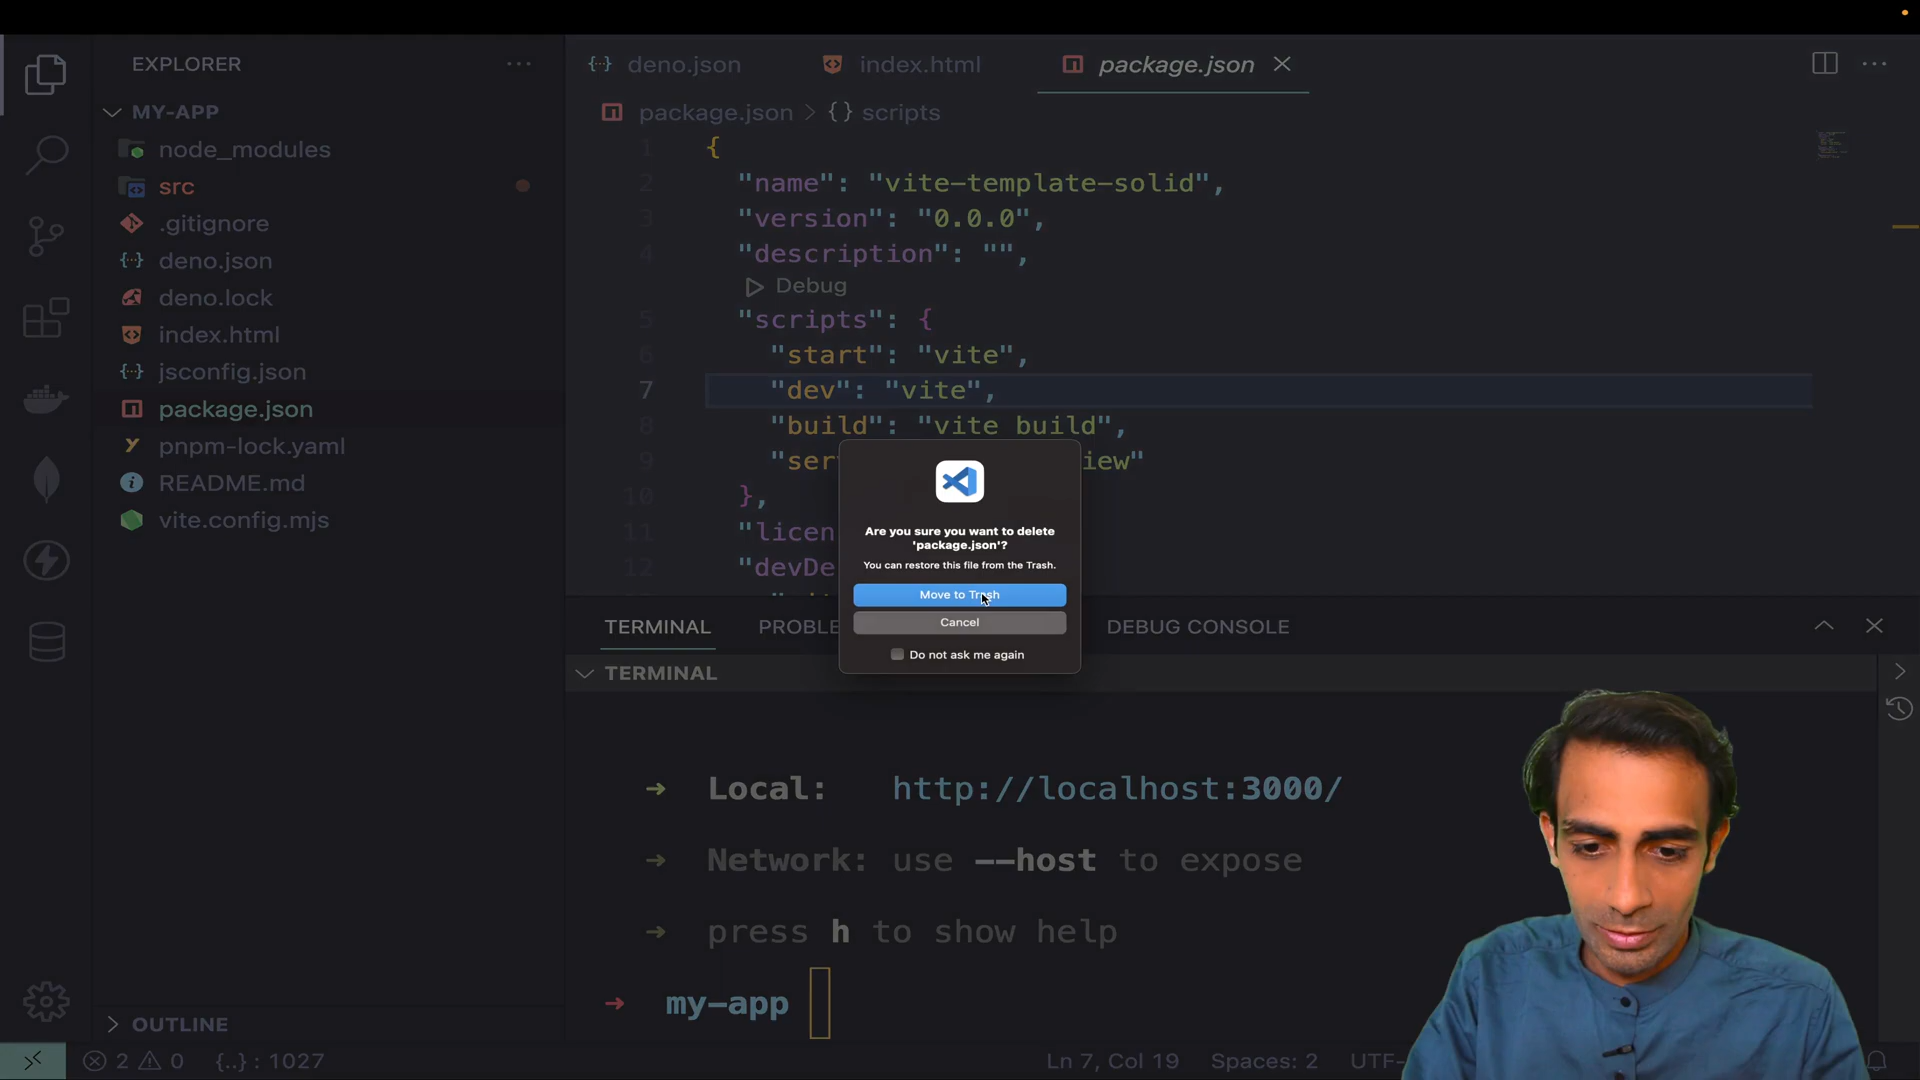 EXPLORER
MY-APP
node_modules
src
.gitignore
deno.json
deno.lock
index.html
jsconfig.json
package.json
pnpm-lock.yaml
README.md
vite.config.mjs
OUTLINE
deno.json
index.html
package.json
package.json > {} scripts
1 {
2 "name": "vite-template-solid",
3 "version": "0.0.0",
4 "description": "",
Debug
5 "scripts": {
6 "start": "vite",
7 "dev": "vite",
8 "build": "vite build",
9 "ser iew"
10 },
11 "licen
12 "devDe
Are you sure you want to delete
'package.json'?
You can restore this file from the Trash.
Move to Trash
Cancel
Do not ask me again
TERMINAL PROBLE DEBUG CONSOLE
TERMINAL
➜ Local: http://localhost:3000/
➜ Network: use --host to expose
➜ press h to show help
➜ my-app
2 0 {..} : 1027 Ln 7, Col 19 Spaces: 2 UTF-